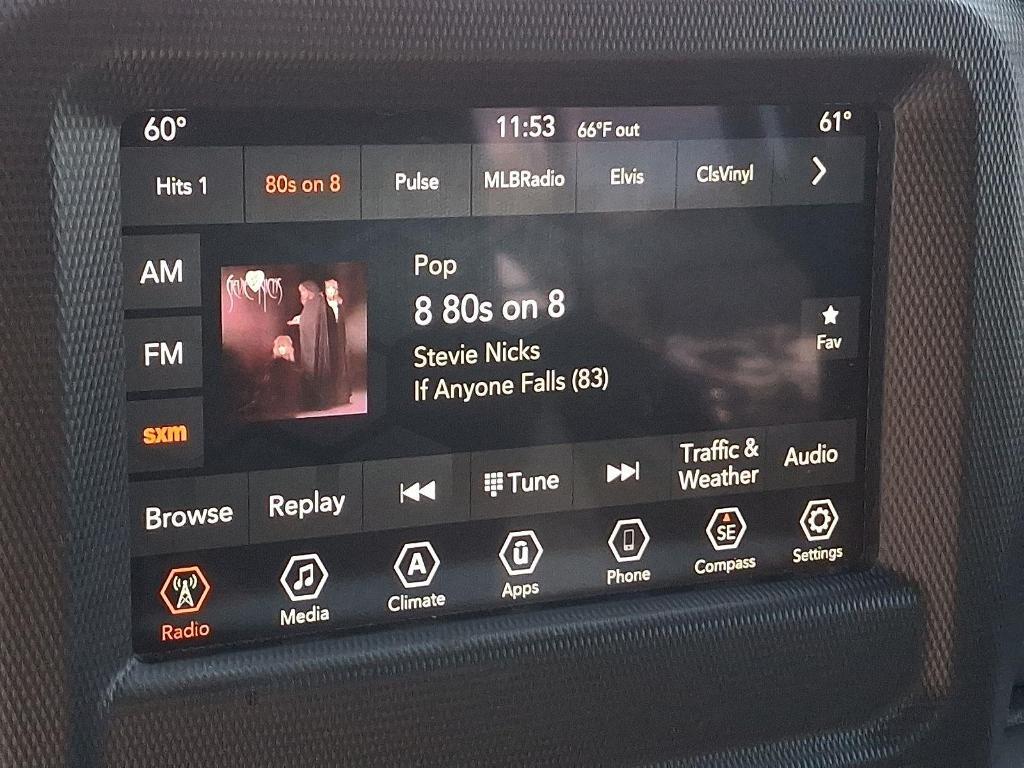 60° 11:53 66°F out 61°
Hits 1 80s on 8 Pulse MLBRadio Elvis ClsVinyl
AM
FM
sxm
STEVIE NICKS
Pop
8 80s on 8
Stevie Nicks
If Anyone Falls (83)
Fav
Browse Replay Tune Traffic &
Weather Audio
A ū SE
Radio Media Climate Apps Phone Compass Settings